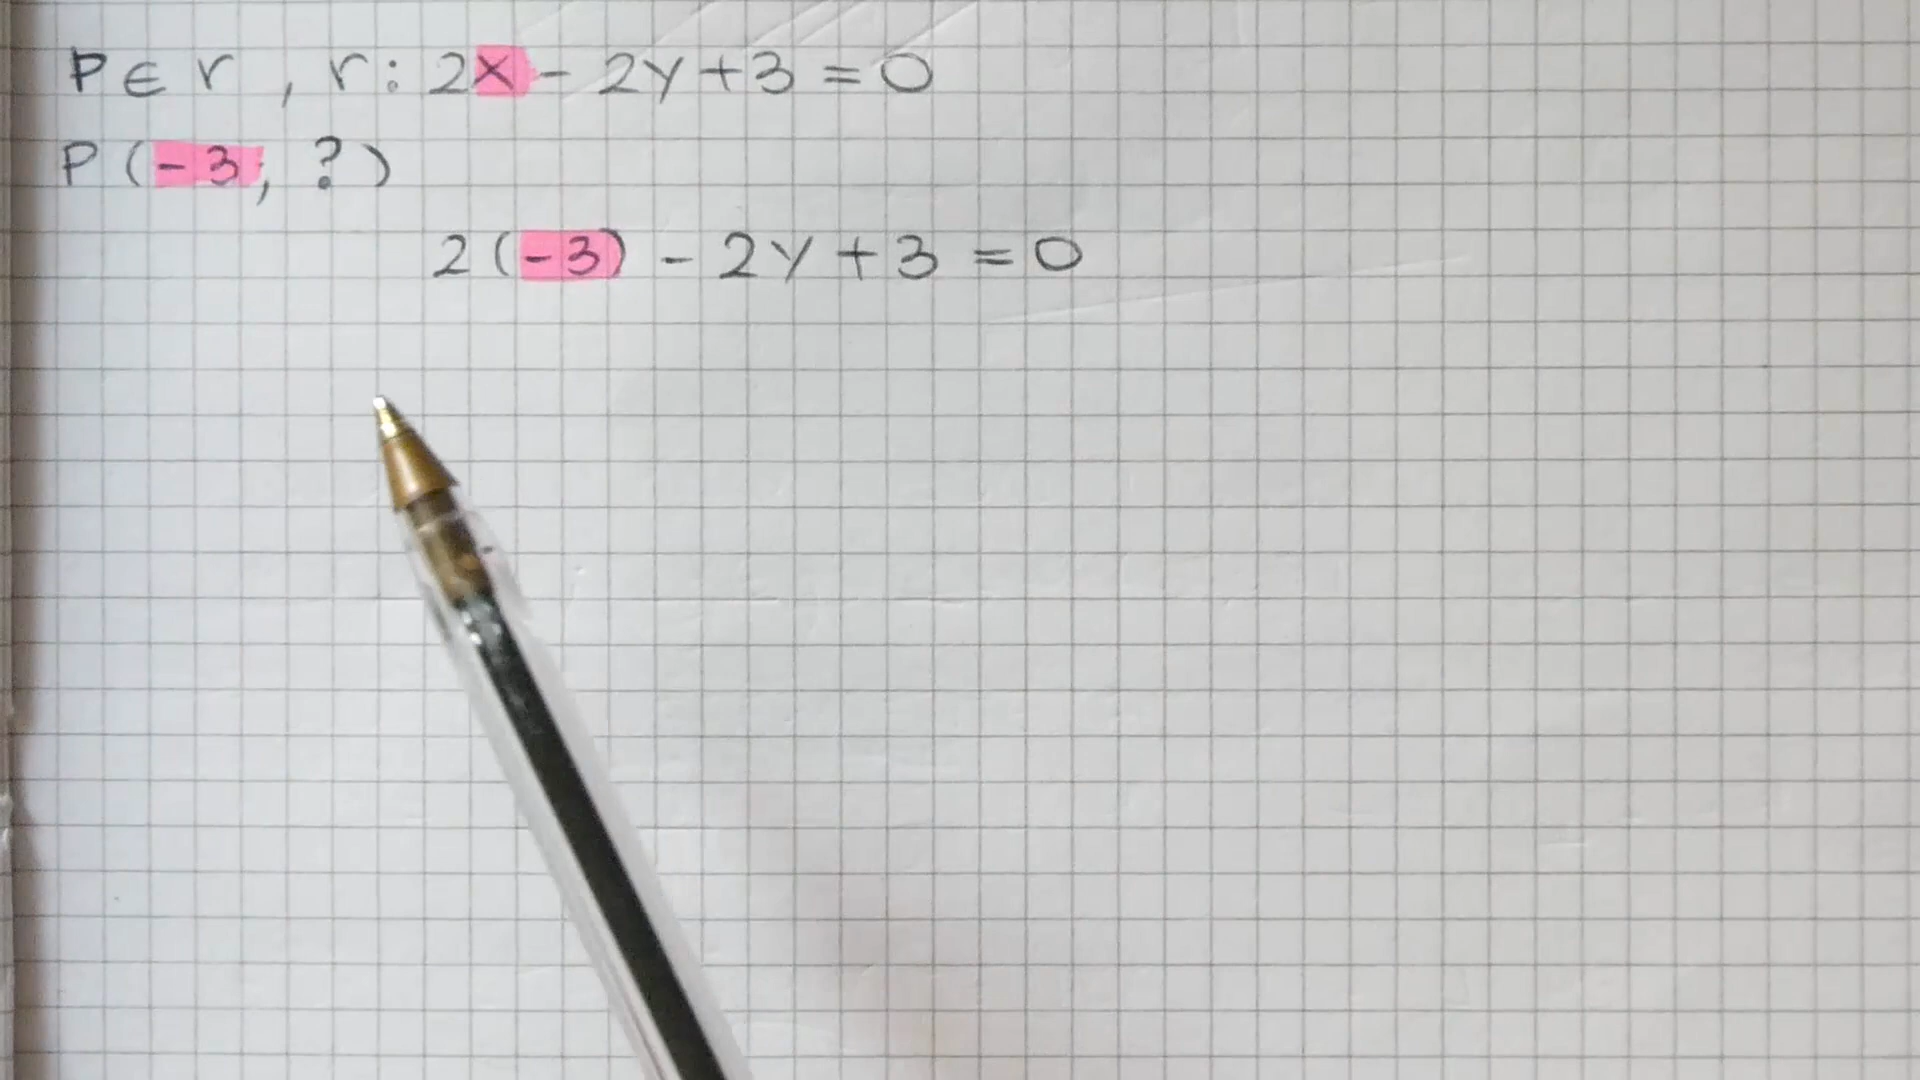 P∈r, r: 2x - 2y + 3 = 0
P(-3; ?)
2(-3) - 2y + 3 = 0